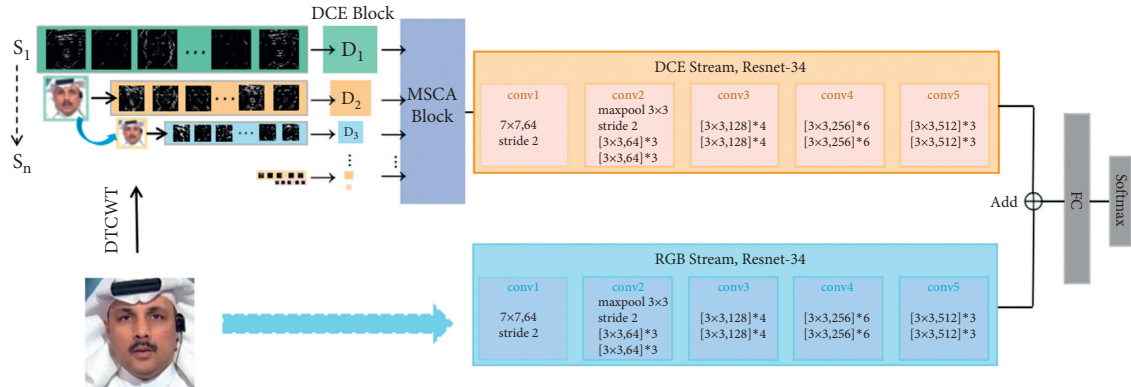 DCE Block
S1
D1
D2
D3
Sn
MSCA
Block
DTCWT
DCE Stream, Resnet-34
conv1
7×7,64
stride 2
conv2
maxpool 3×3
stride 2
[3×3,64]*3
[3×3,64]*3
conv3
[3×3,128]*4
[3×3,128]*4
conv4
[3×3,256]*6
[3×3,256]*6
conv5
[3×3,512]*3
[3×3,512]*3
RGB Stream, Resnet-34
conv1
7×7,64
stride 2
conv2
maxpool 3×3
stride 2
[3×3,64]*3
[3×3,64]*3
conv3
[3×3,128]*4
[3×3,128]*4
conv4
[3×3,256]*6
[3×3,256]*6
conv5
[3×3,512]*3
[3×3,512]*3
Add
FC
Softmax